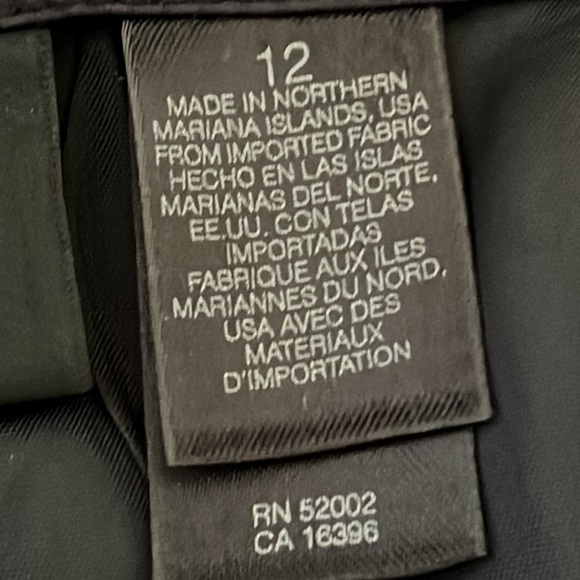 12
MADE IN NORTHERN
MARIANA ISLANDS, USA
FROM IMPORTED FABRIC
HECHO EN LAS ISLAS
MARIANAS DEL NORTE,
EE.UU. CON TELAS
IMPORTADAS
FABRIQUE AUX ILES
MARIANNES DU NORD,
USA AVEC DES
MATERIAUX
D'IMPORTATION
RN 52002
CA 16396